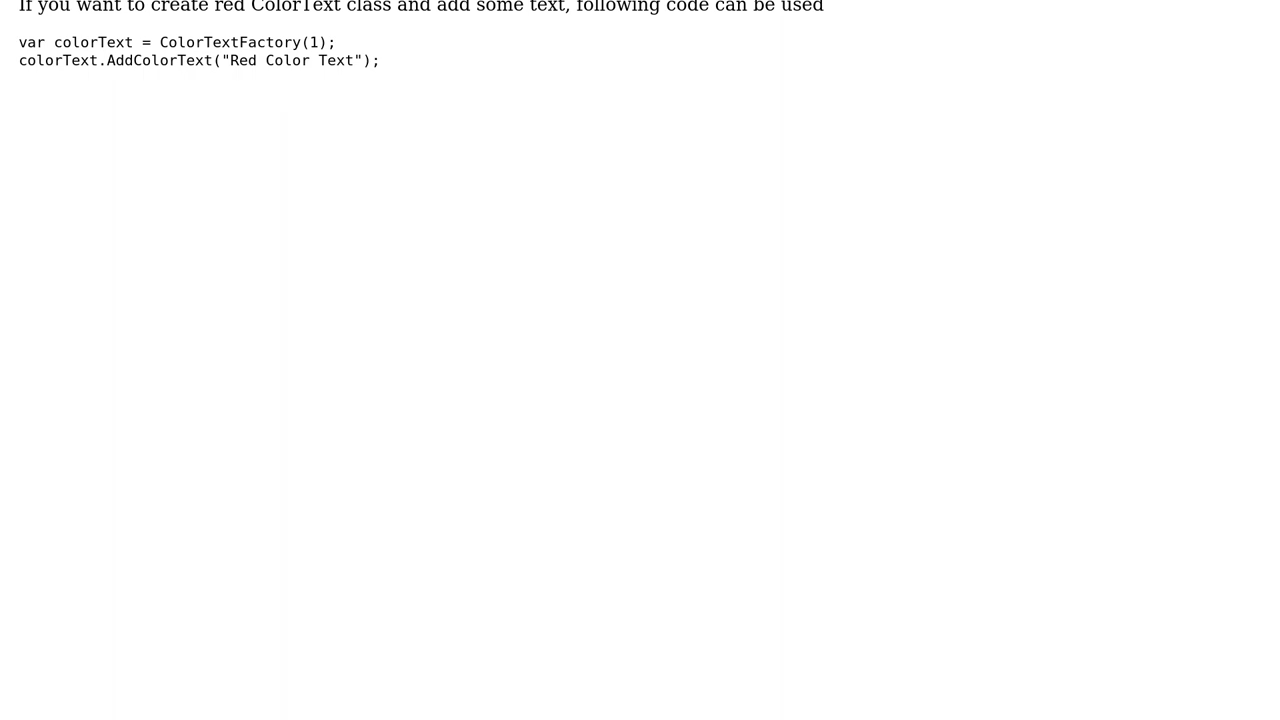 If you want to create red ColorText class and add some text, following code can be used
var colorText = ColorTextFactory(1);
colorText.AddColorText("Red Color Text");